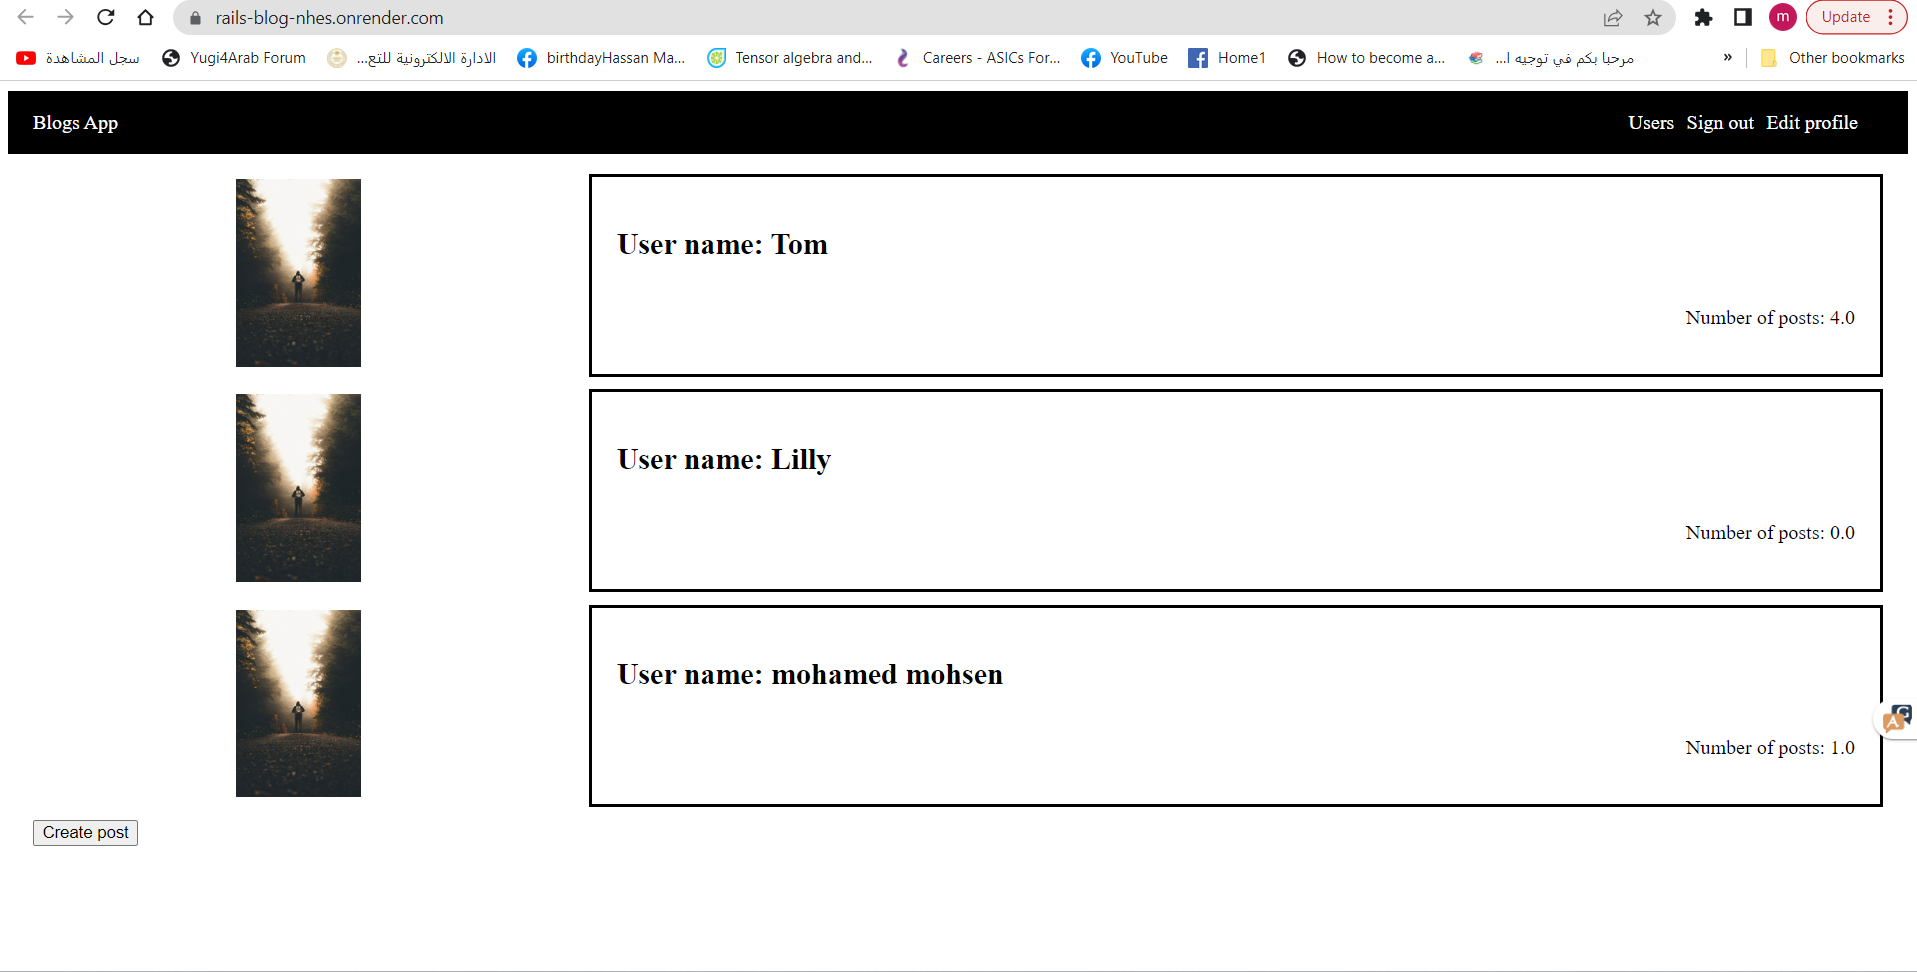 rails-blog-nhes.onrender.com
m
Update
سجل المشاهدة
Yugi4Arab Forum
الادارة الالكترونية للتع...
birthdayHassan Ma...
Tensor algebra and...
Careers - ASICs For...
YouTube
Home1
How to become a...
مرحبا بكم في توجيه ا...
»
Other bookmarks
Blogs App
Users Sign out Edit profile
User name: Tom
Number of posts: 4.0
User name: Lilly
Number of posts: 0.0
User name: mohamed mohsen
Number of posts: 1.0
G
A
Create post